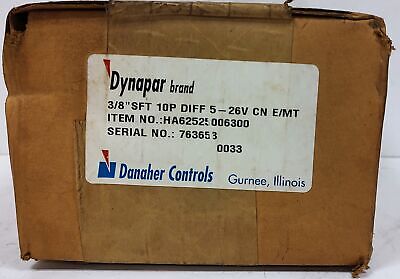 Dynapar brand
3/8"SFT 10P DIFF 5-26V CN E/MT
ITEM NO.:HA62525006300
SERIAL NO.: 763653
0033
Danaher Controls
Gurnee, Illinois